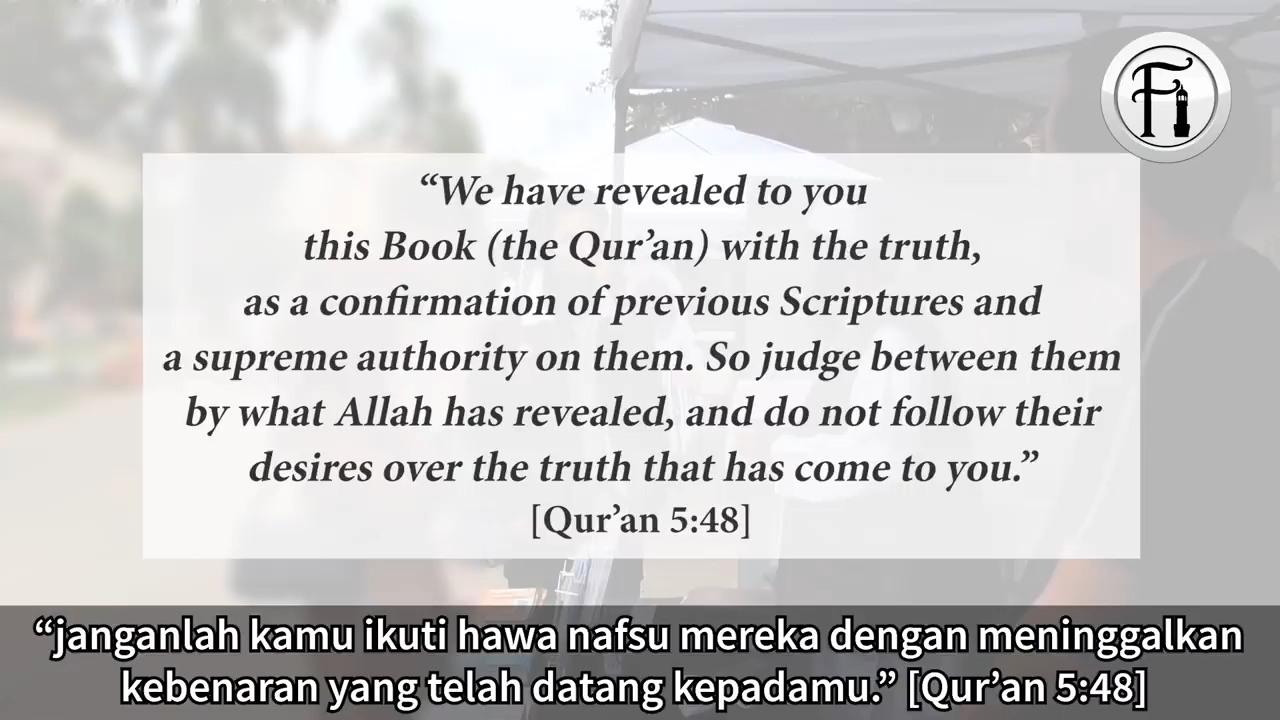 Fi
“We have revealed to you
this Book (the Qur’an) with the truth,
as a confirmation of previous Scriptures and
a supreme authority on them. So judge between them
by what Allah has revealed, and do not follow their
desires over the truth that has come to you.”
[Qur’an 5:48]
“janganlah kamu ikuti hawa nafsu mereka dengan meninggalkan
kebenaran yang telah datang kepadamu.” [Qur’an 5:48]